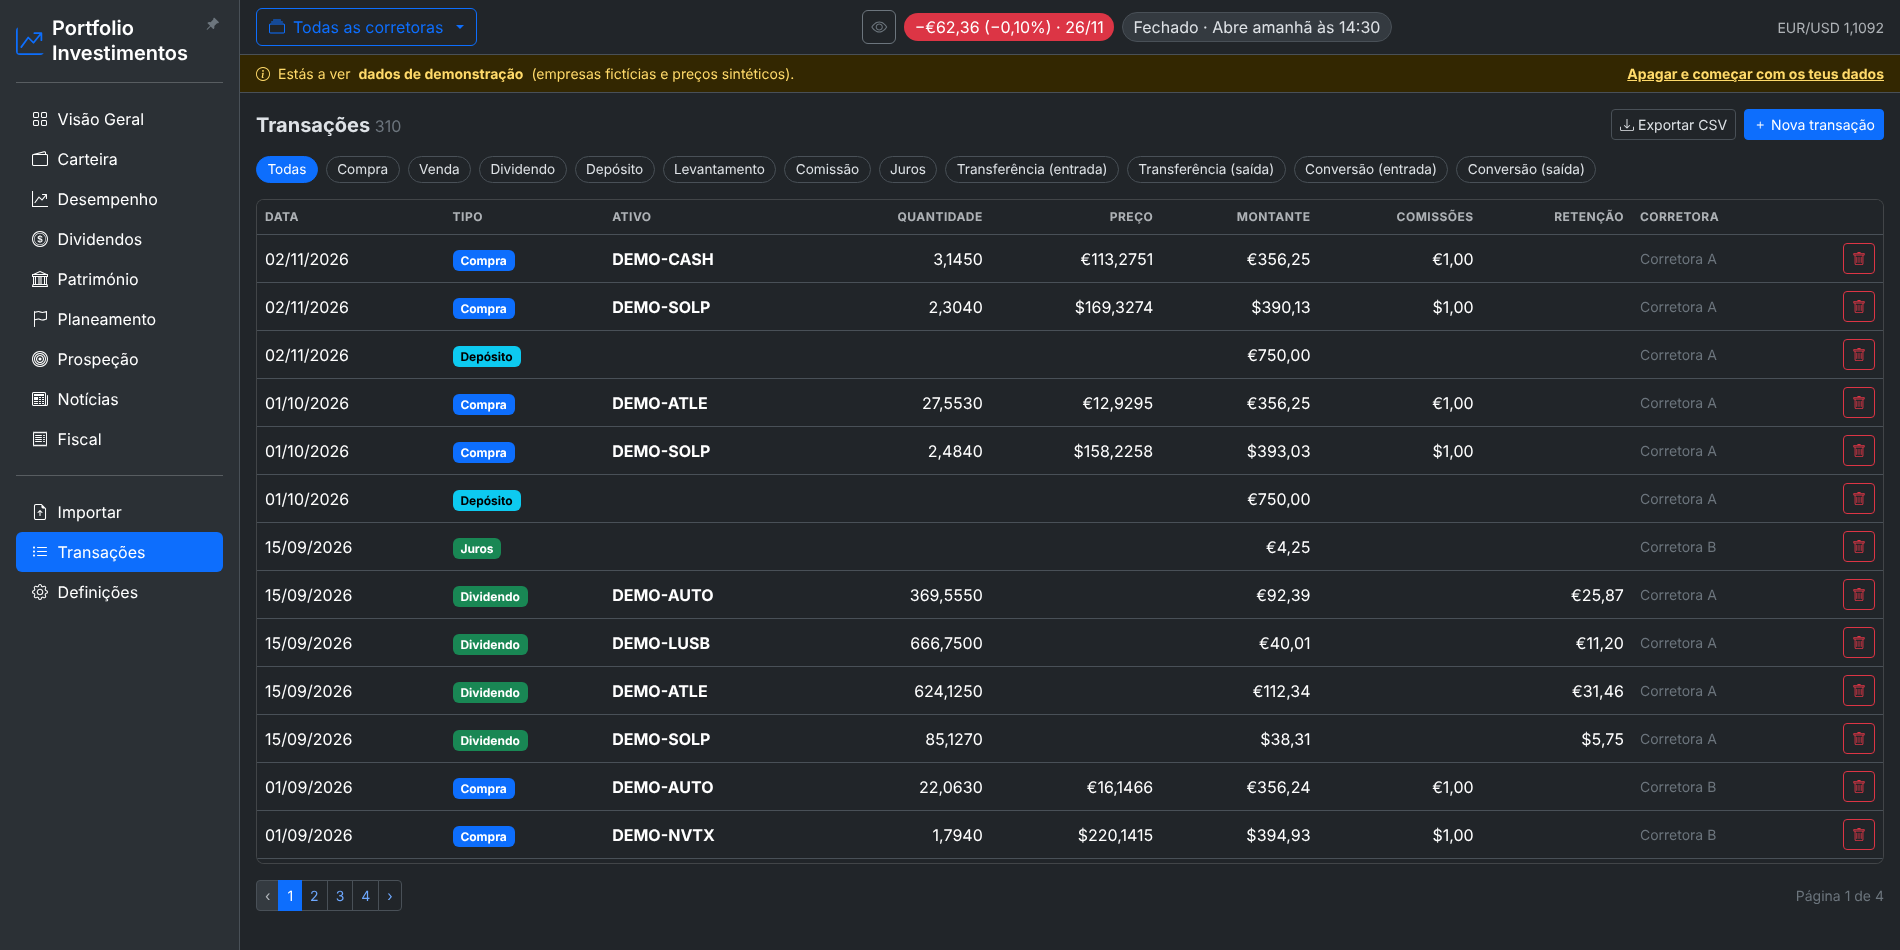 Portfolio
Investimentos
Visão Geral
Carteira
Desempenho
Dividendos
Património
Planeamento
Prospeção
Notícias
Fiscal
Importar
Transações
Definições
Todas as corretoras
−€62,36 (−0,10%) · 26/11
Fechado · Abre amanhã às 14:30
EUR/USD 1,1092
Estás a ver dados de demonstração (empresas fictícias e preços sintéticos).
Apagar e começar com os teus dados
Transações 310
Exportar CSV
+ Nova transação
Todas Compra Venda Dividendo Depósito Levantamento Comissão Juros Transferência (entrada) Transferência (saída) Conversão (entrada) Conversão (saída)
DATA TIPO ATIVO QUANTIDADE PREÇO MONTANTE COMISSÕES RETENÇÃO CORRETORA
02/11/2026 Compra DEMO-CASH 3,1450 €113,2751 €356,25 €1,00 Corretora A
02/11/2026 Compra DEMO-SOLP 2,3040 $169,3274 $390,13 $1,00 Corretora A
02/11/2026 Depósito €750,00 Corretora A
01/10/2026 Compra DEMO-ATLE 27,5530 €12,9295 €356,25 €1,00 Corretora A
01/10/2026 Compra DEMO-SOLP 2,4840 $158,2258 $393,03 $1,00 Corretora A
01/10/2026 Depósito €750,00 Corretora A
15/09/2026 Juros €4,25 Corretora B
15/09/2026 Dividendo DEMO-AUTO 369,5550 €92,39 €25,87 Corretora A
15/09/2026 Dividendo DEMO-LUSB 666,7500 €40,01 €11,20 Corretora A
15/09/2026 Dividendo DEMO-ATLE 624,1250 €112,34 €31,46 Corretora A
15/09/2026 Dividendo DEMO-SOLP 85,1270 $38,31 $5,75 Corretora A
01/09/2026 Compra DEMO-AUTO 22,0630 €16,1466 €356,24 €1,00 Corretora B
01/09/2026 Compra DEMO-NVTX 1,7940 $220,1415 $394,93 $1,00 Corretora B
‹ 1 2 3 4 ›
Página 1 de 4